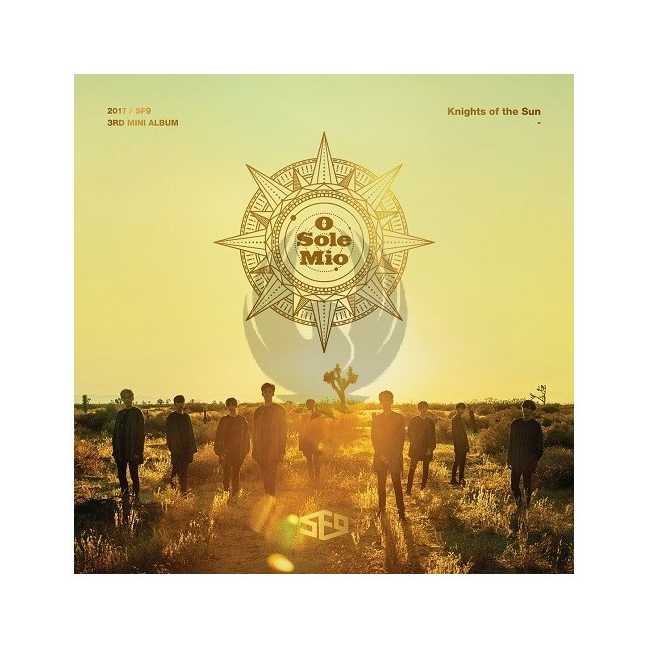 2017 / SF9
3RD MINI ALBUM
Knights of the Sun
-
O
Sole
Mio
SF9